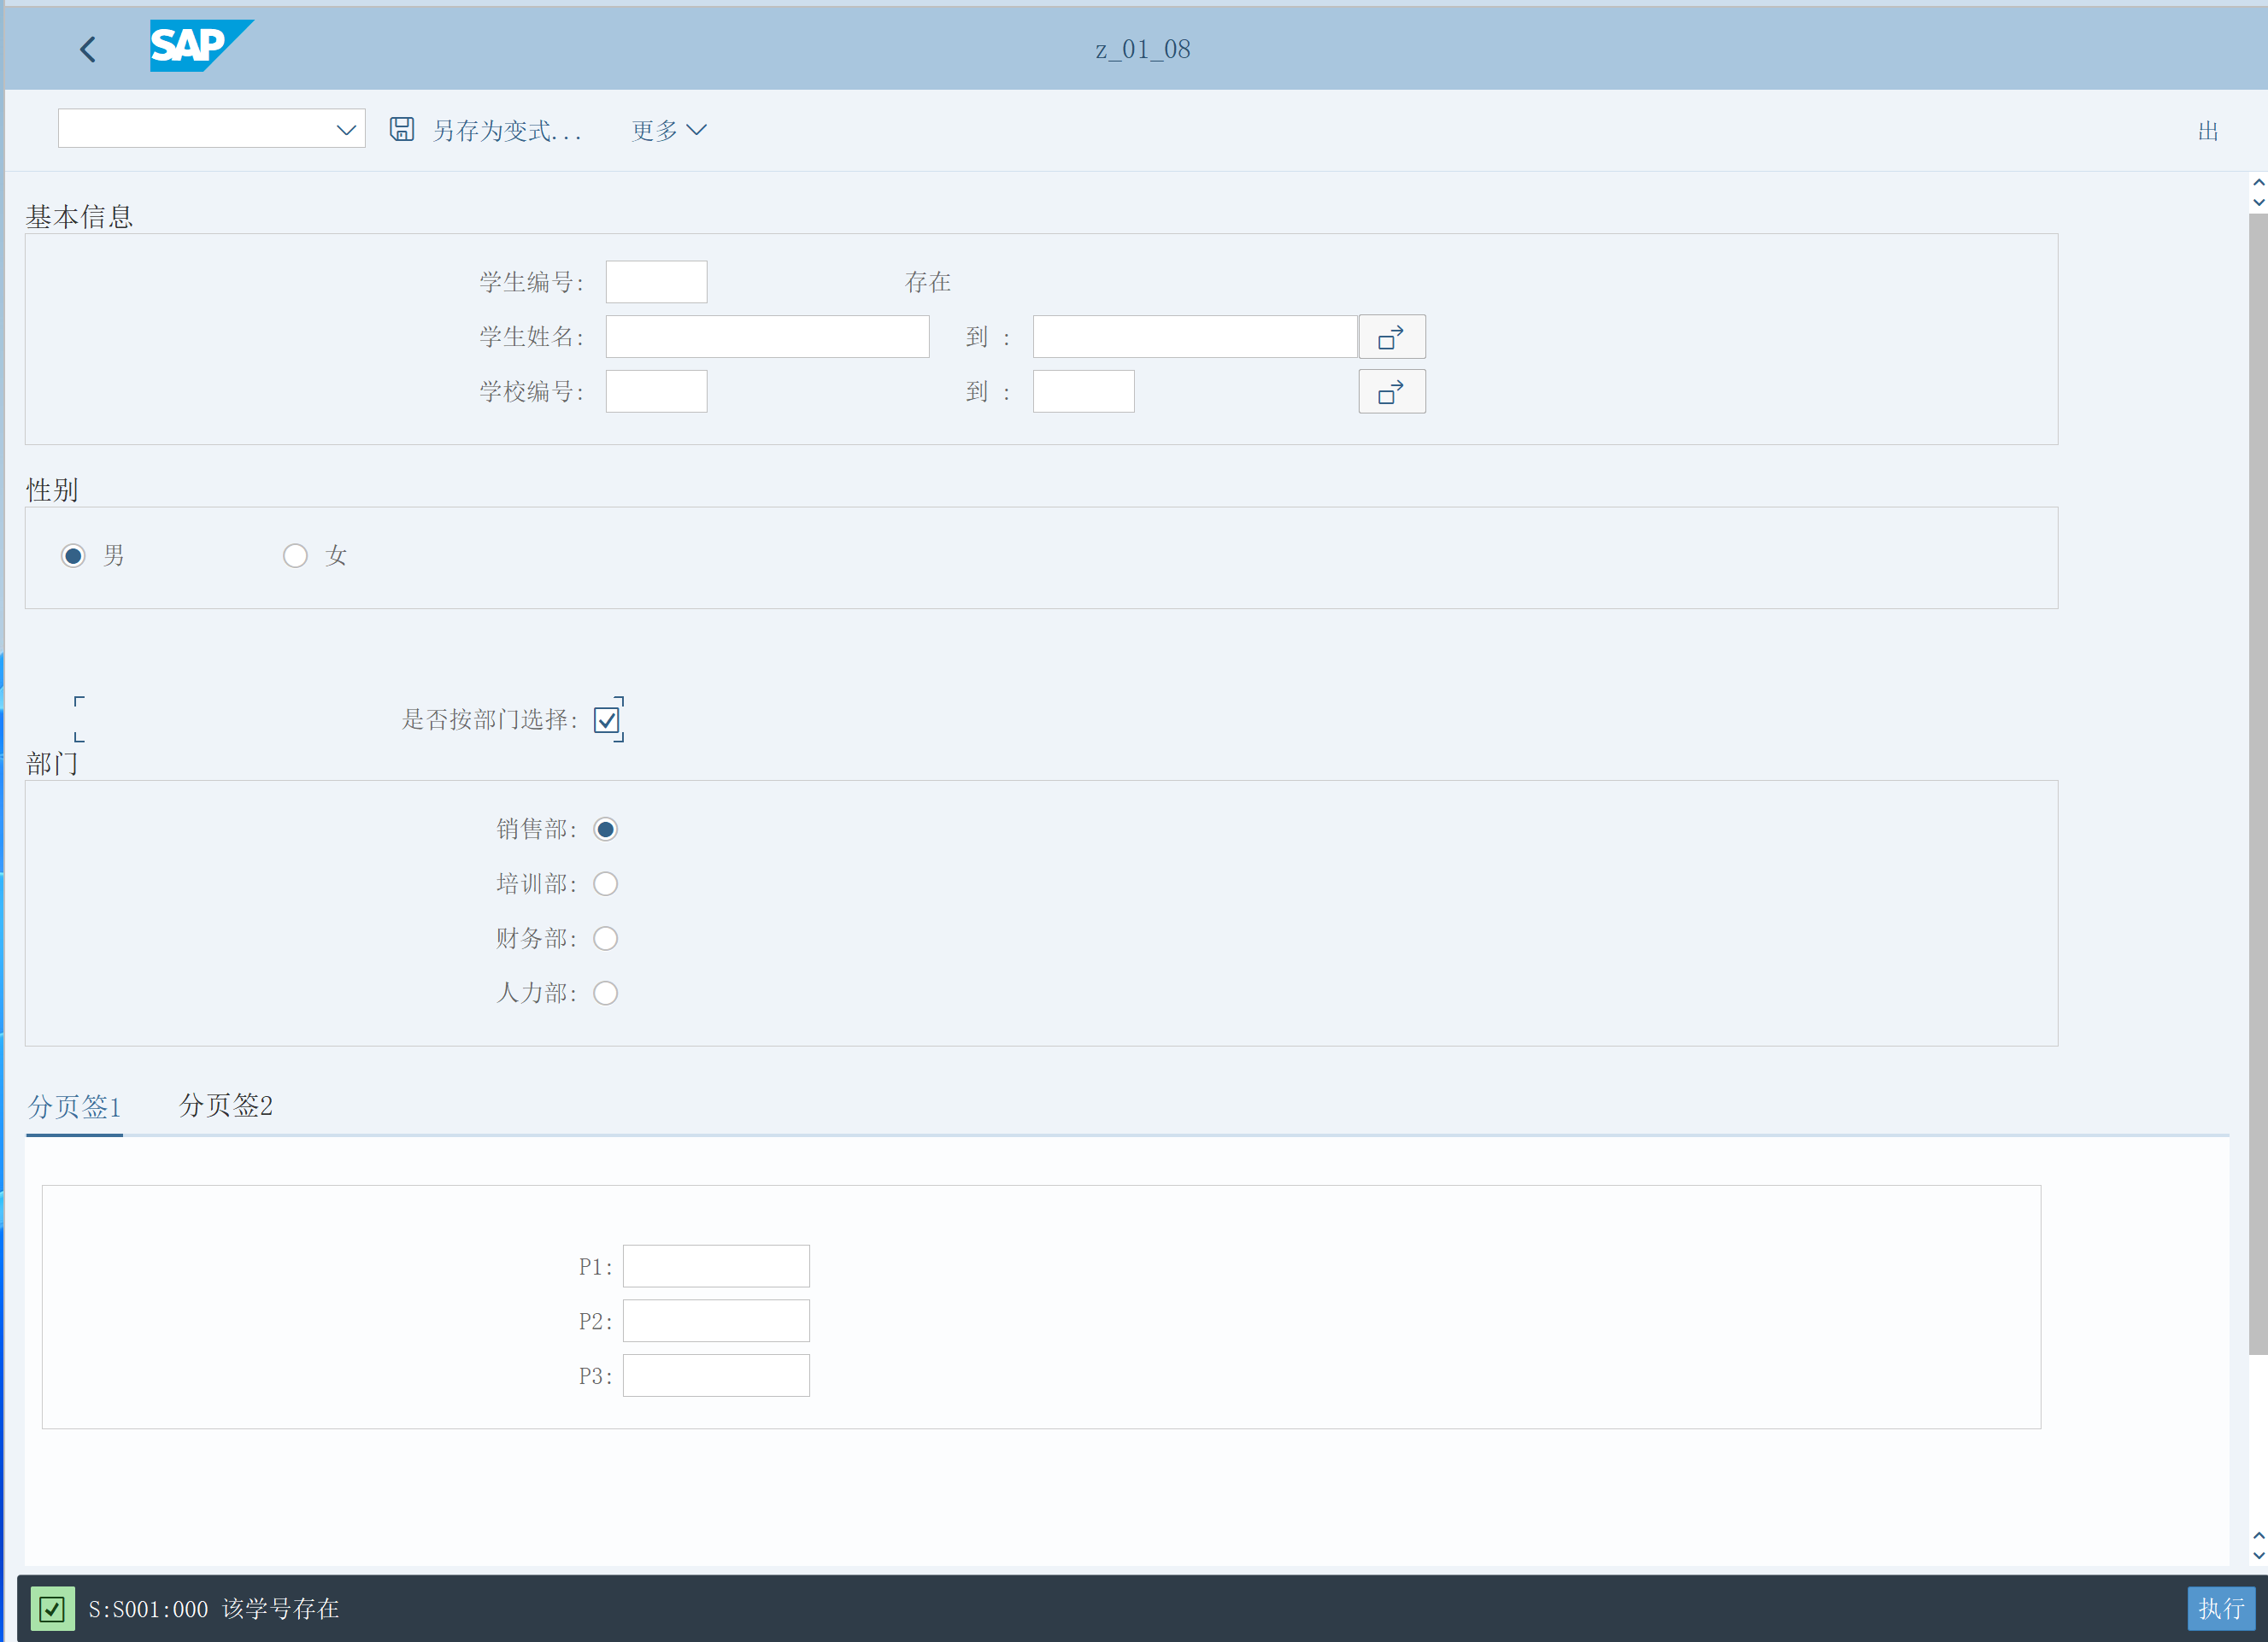 SAP
z_01_08
另存为变式... 更多 出
基本信息
学生编号: 存在
学生姓名: 到 :
学校编号: 到 :
性别
男 女
是否按部门选择:
部门
销售部:
培训部:
财务部:
人力部:
分页签1 分页签2
P1:
P2:
P3:
S:S001:000 该学号存在 执行